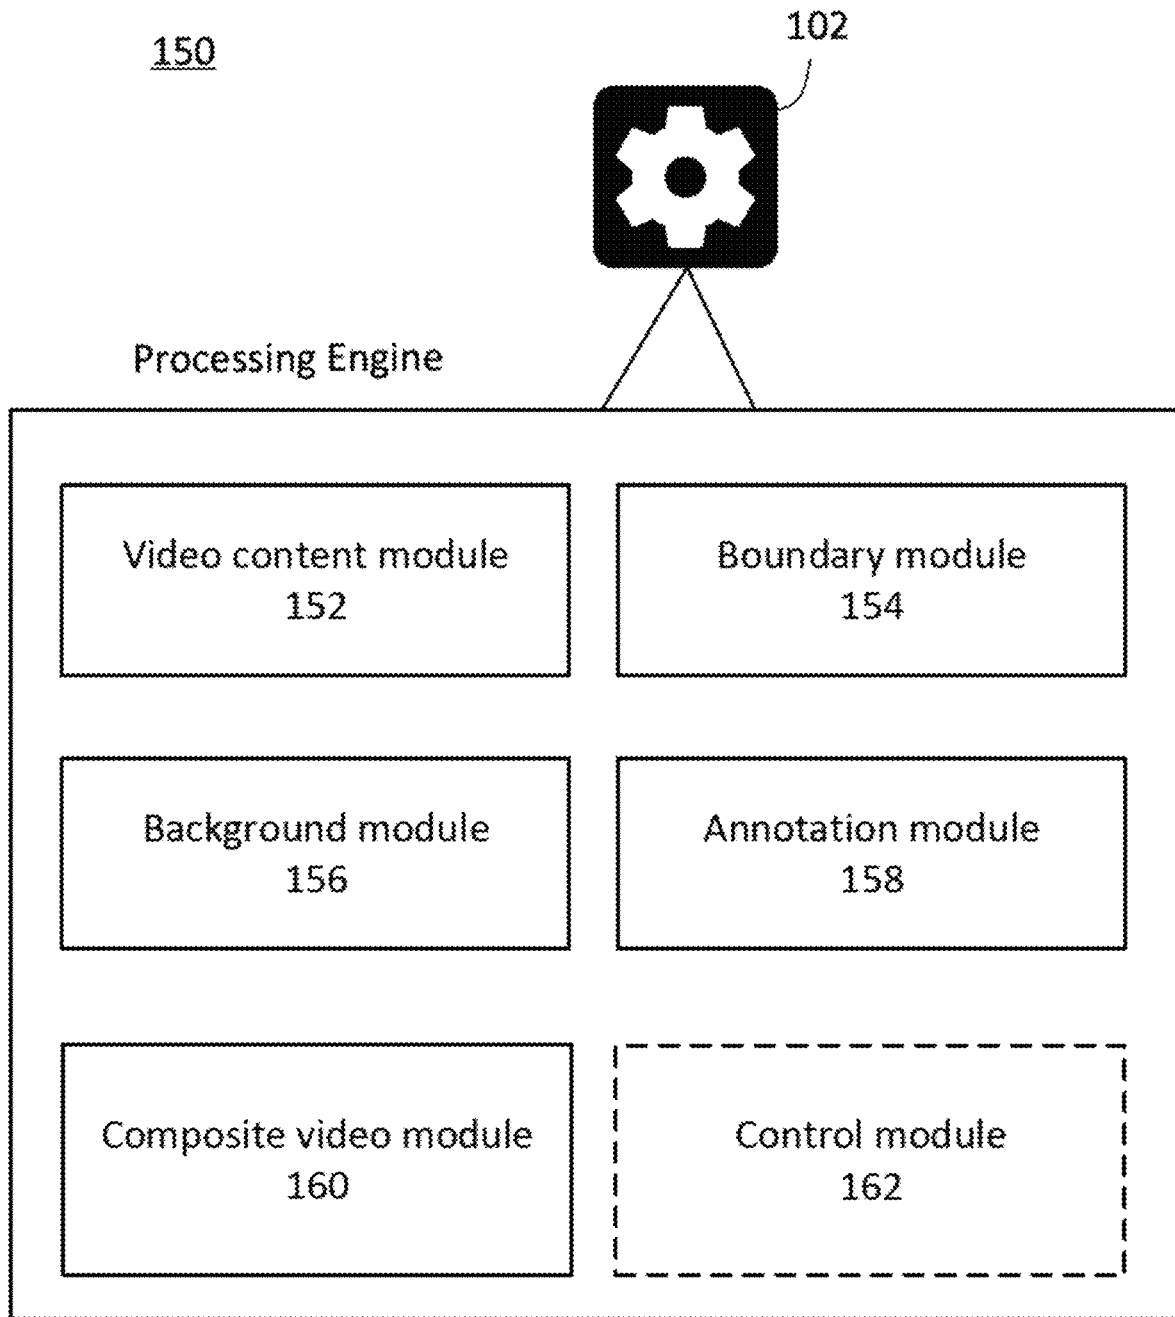 150
102
Processing Engine
Video content module
152
Boundary module
154
Background module
156
Annotation module
158
Composite video module
160
Control module
162